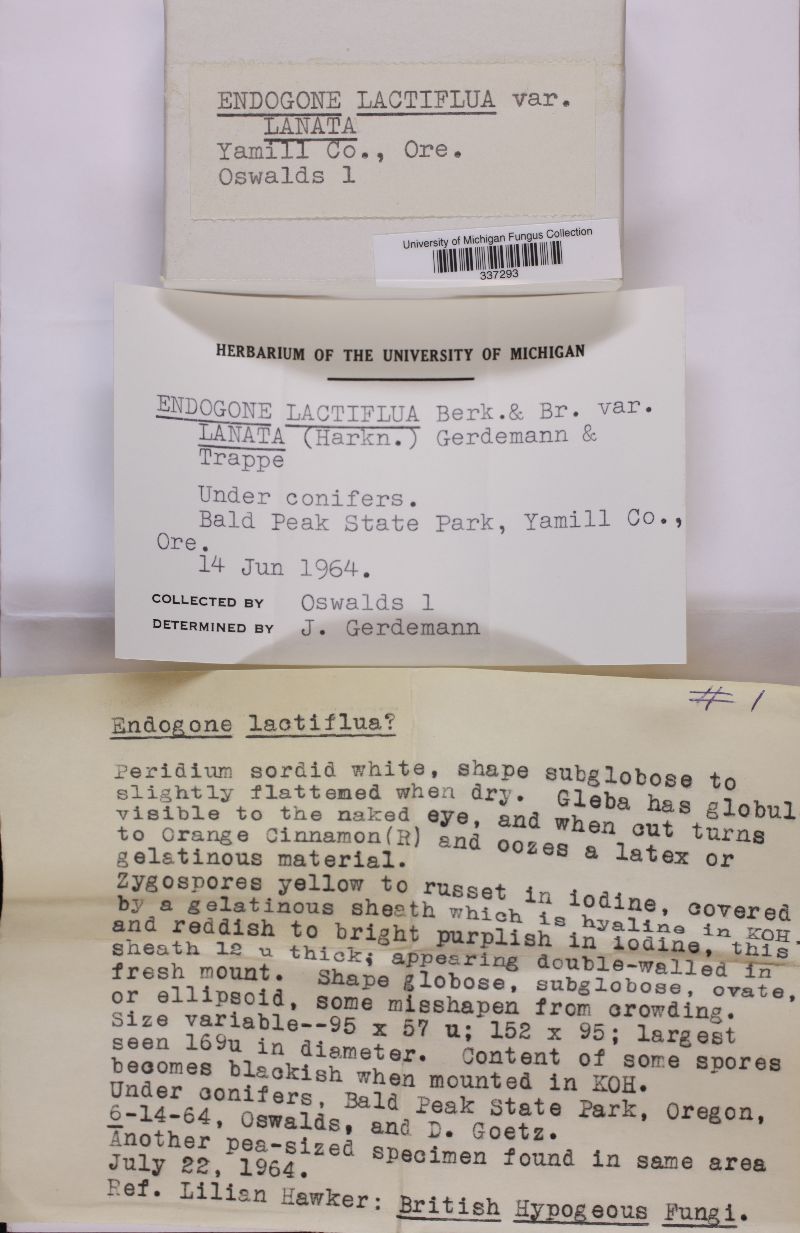 ENDOGONE LACTIFLUA var.
LANATA
Yamill Co., Ore.
Oswalds 1
University of Michigan Fungus Collection
337293
HERBARIUM OF THE UNIVERSITY OF MICHIGAN
ENDOGONE LACTIFLUA Berk.& Br. var.
LANATA (Harkn.) Gerdemann &
Trappe
Under conifers.
Bald Peak State Park, Yamill Co.,
Ore.
14 Jun 1964.
COLLECTED BY Oswalds 1
DETERMINED BY J. Gerdemann
# 1
Endogone lactiflua?
Peridium sordid white, shape subglobose to
slightly flattemed when dry. Gleba has globul
visible to the naked eye, and when cut turns
to Orange Cinnamon(R) and oozes a latex or
gelatinous material.
Zygospores yellow to russet in iodine, covered
by a gelatinous sheath which is hyaline in KOH
and reddish to bright purplish in iodine, this
sheath 12 u thick; appearing double-walled in
fresh mount. Shape globose, subglobose, ovate,
or ellipsoid, some misshapen from crowding.
Size variable--95 x 57 u; 152 x 95; largest
seen 169u in diameter. Content of some spores
becomes blackish when mounted in KOH.
Under conifers, Bald Peak State Park, Oregon,
6-14-64, Oswalds, and D. Goetz.
Another pea-sized specimen found in same area
July 22, 1964.
Ref. Lilian Hawker: British Hypogeous Fungi.